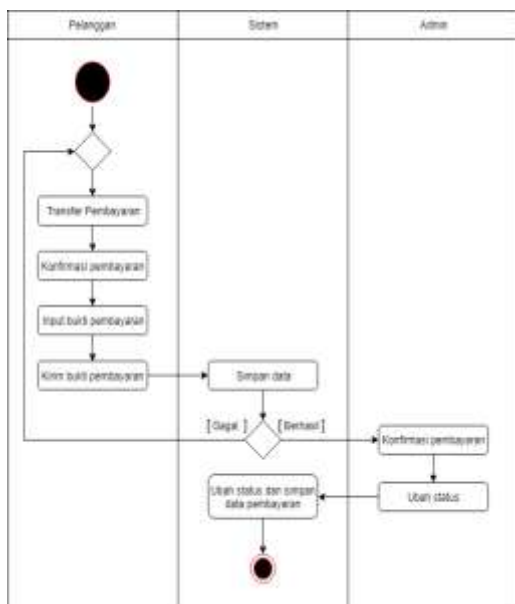 Pelanggan
Sistem
Admin
Transfer Pembayaran
Konfirmasi pembayaran
Input bukti pembayaran
Kirim bukti pembayaran
Simpan data
[ Gagal ]
[ Berhasil ]
Konfirmasi pembayaran
Ubah status
Ubah status dan simpan
data pembayaran